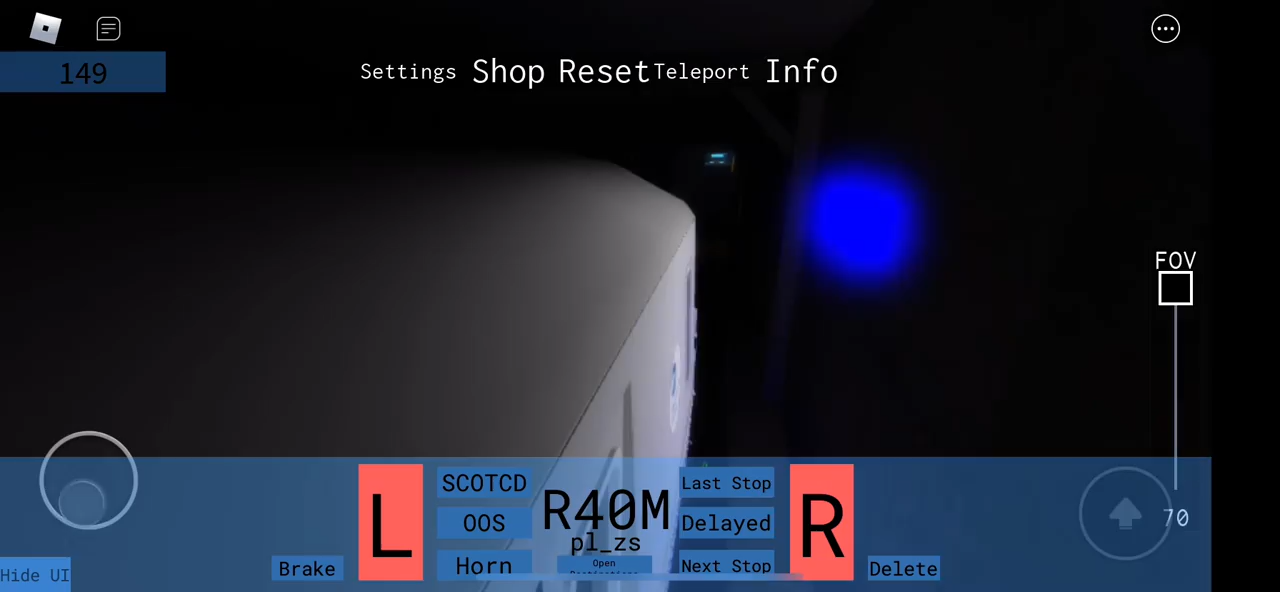 149
Settings Shop Reset Teleport Info
FOV
70
SCOTCD
OOS
Horn
L
R40M
pl_zs
Open
Last Stop
Delayed
Next Stop
R
Brake
Delete
Hide UI